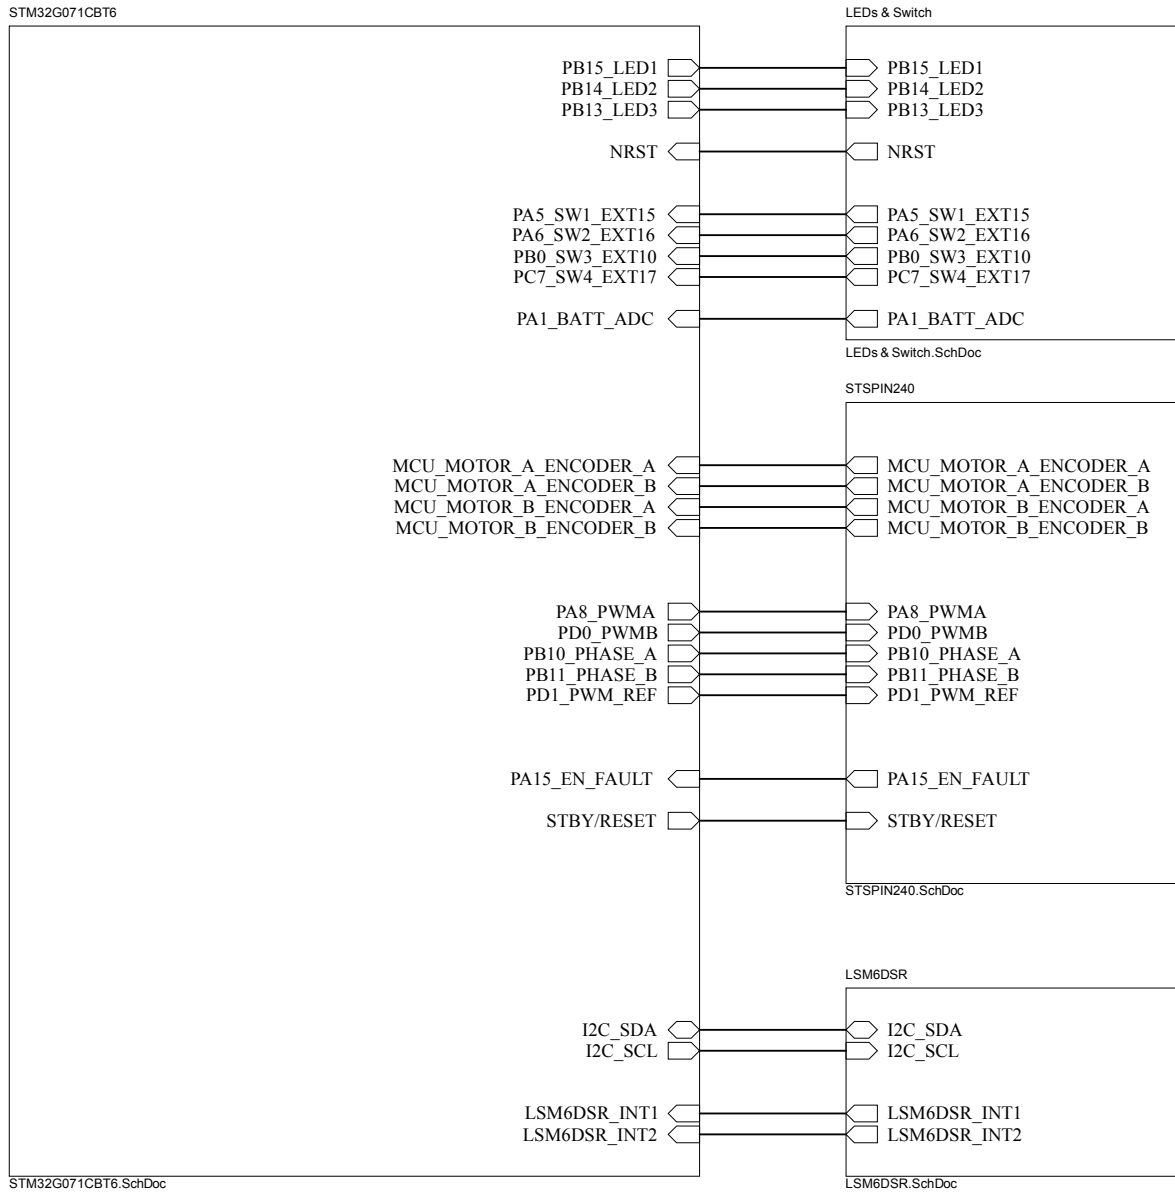 STM32G071CBT6
LEDs & Switch
PB15_LED1 PB15_LED1
PB14_LED2 PB14_LED2
PB13_LED3 PB13_LED3
NRST NRST
PA5_SW1_EXT15 PA5_SW1_EXT15
PA6_SW2_EXT16 PA6_SW2_EXT16
PB0_SW3_EXT10 PB0_SW3_EXT10
PC7_SW4_EXT17 PC7_SW4_EXT17
PA1_BATT_ADC PA1_BATT_ADC
LEDs & Switch.SchDoc
STSPIN240
MCU_MOTOR_A_ENCODER_A MCU_MOTOR_A_ENCODER_A
MCU_MOTOR_A_ENCODER_B MCU_MOTOR_A_ENCODER_B
MCU_MOTOR_B_ENCODER_A MCU_MOTOR_B_ENCODER_A
MCU_MOTOR_B_ENCODER_B MCU_MOTOR_B_ENCODER_B
PA8_PWMA PA8_PWMA
PD0_PWMB PD0_PWMB
PB10_PHASE_A PB10_PHASE_A
PB11_PHASE_B PB11_PHASE_B
PD1_PWM_REF PD1_PWM_REF
PA15_EN_FAULT PA15_EN_FAULT
STBY/RESET STBY/RESET
STSPIN240.SchDoc
LSM6DSR
I2C_SDA I2C_SDA
I2C_SCL I2C_SCL
LSM6DSR_INT1 LSM6DSR_INT1
LSM6DSR_INT2 LSM6DSR_INT2
STM32G071CBT6.SchDoc
LSM6DSR.SchDoc